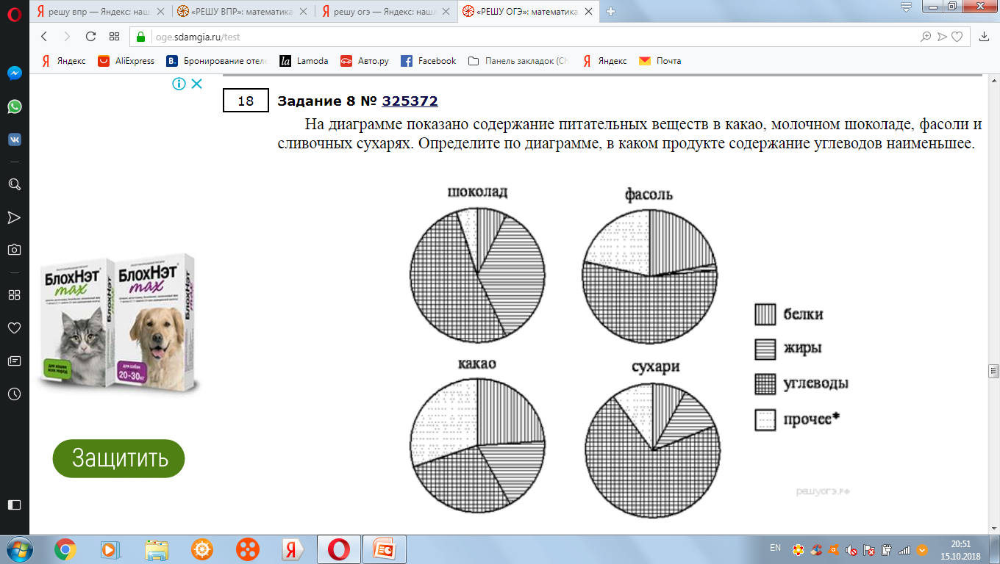 решу впр — Яндекс: наш
«РЕШУ ВПР»: математика
решу огэ — Яндекс: наш
«РЕШУ ОГЭ»: математика
oge.sdamgia.ru/test
Яндекс
AliExpress
Бронирование отеле
Lamoda
Авто.ру
Facebook
Панель закладок (Ch
Яндекс
Почта
18
Задание 8 № 325372
На диаграмме показано содержание питательных веществ в какао, молочном шоколаде, фасоли и
сливочных сухарях. Определите по диаграмме, в каком продукте содержание углеводов наименьшее.
шоколад
фасоль
белки
жиры
углеводы
прочее*
какао
сухари
решуогэ.рф
БлохНэт
max
БлохНэт
max
20-30кг
Защитить
EN
20:51
15.10.2018